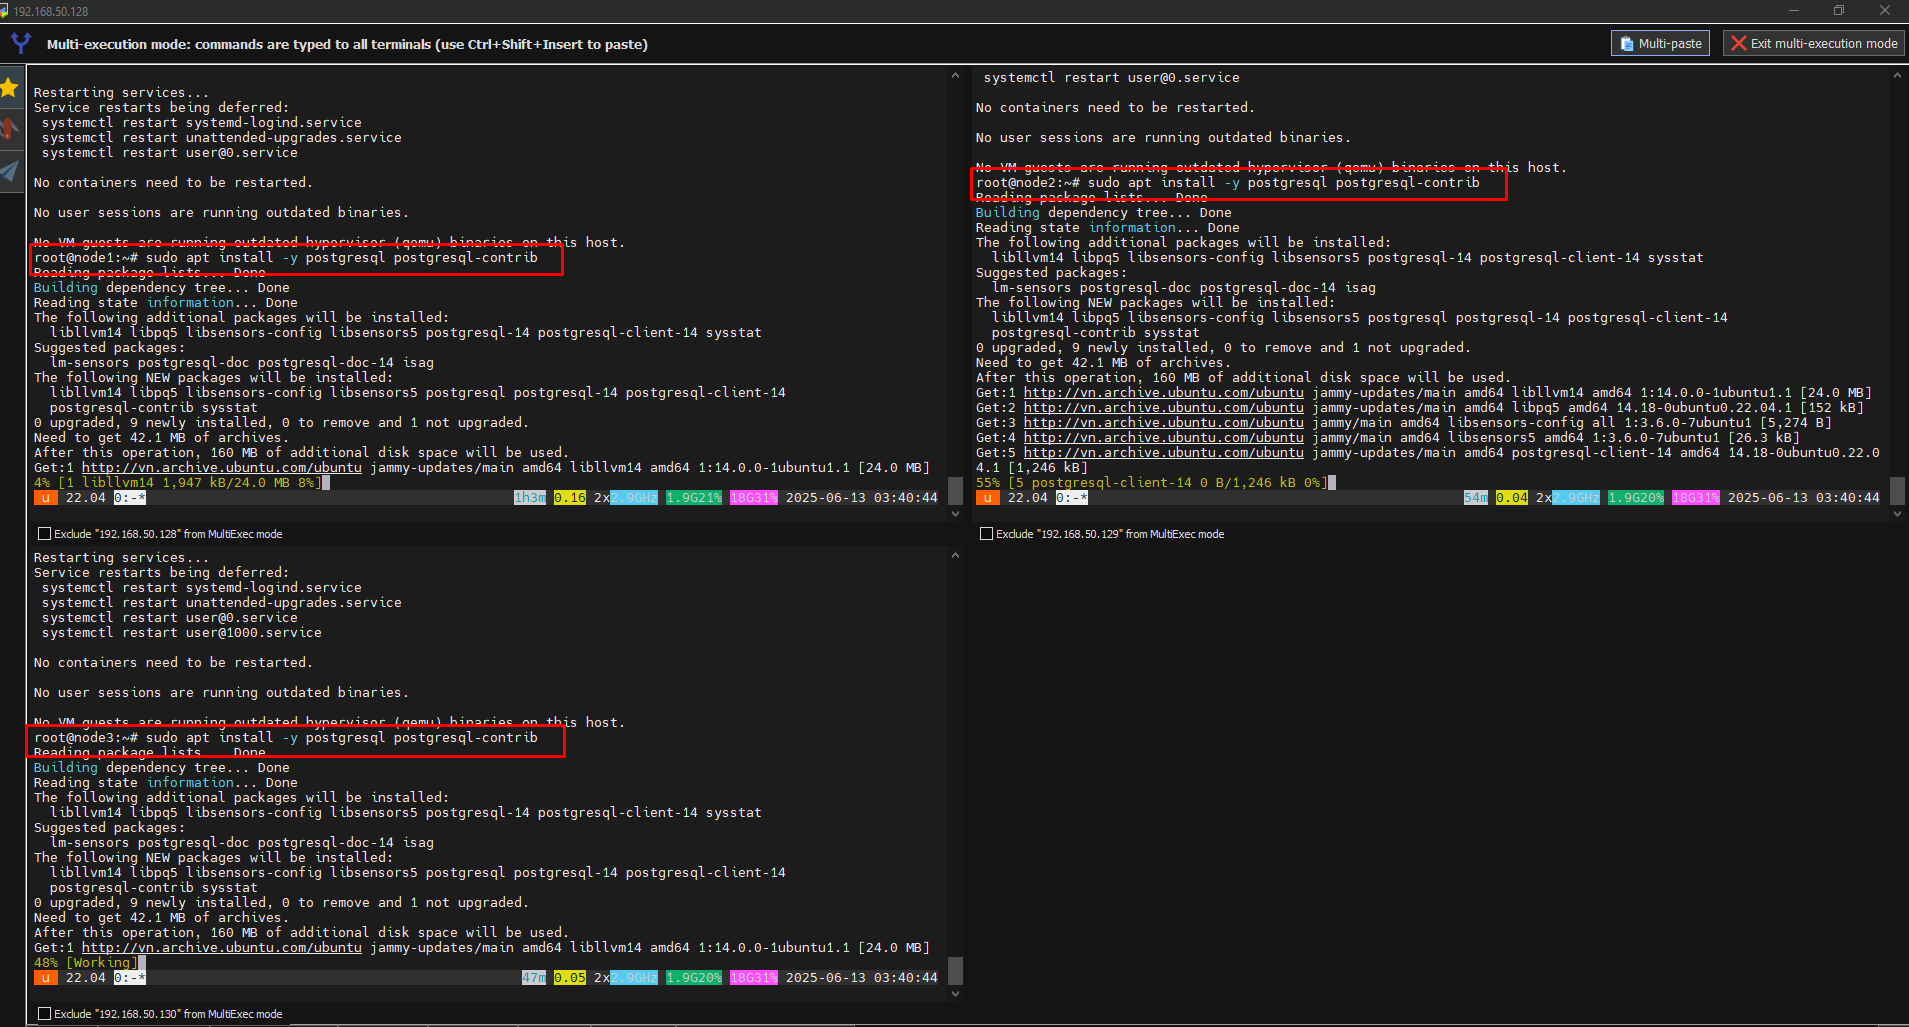 192.168.50.128
Multi-execution mode: commands are typed to all terminals (use Ctrl+Shift+Insert to paste)
Multi-paste
Exit multi-execution mode
Restarting services...
Service restarts being deferred:
systemctl restart systemd-logind.service
systemctl restart unattended-upgrades.service
systemctl restart user@0.service
No containers need to be restarted.
No user sessions are running outdated binaries.
No VM guests are running outdated hypervisor (qemu) binaries on this host.
root@node1:~# sudo apt install -y postgresql postgresql-contrib
Reading package lists... Done
Building dependency tree... Done
Reading state information... Done
The following additional packages will be installed:
libllvm14 libpq5 libsensors-config libsensors5 postgresql-14 postgresql-client-14 sysstat
Suggested packages:
lm-sensors postgresql-doc postgresql-doc-14 isag
The following NEW packages will be installed:
libllvm14 libpq5 libsensors-config libsensors5 postgresql postgresql-14 postgresql-client-14
postgresql-contrib sysstat
0 upgraded, 9 newly installed, 0 to remove and 1 not upgraded.
Need to get 42.1 MB of archives.
After this operation, 160 MB of additional disk space will be used.
Get:1 http://vn.archive.ubuntu.com/ubuntu jammy-updates/main amd64 libllvm14 amd64 1:14.0.0-1ubuntu1.1 [24.0 MB]
4% [1 libllvm14 1,947 kB/24.0 MB 8%]
u 22.04 0:-* 1h3m 0.16 2x2.9GHz 1.9G21% 18G31% 2025-06-13 03:40:44
Exclude "192.168.50.128" from MultiExec mode
systemctl restart user@0.service
No containers need to be restarted.
No user sessions are running outdated binaries.
No VM guests are running outdated hypervisor (qemu) binaries on this host.
root@node2:~# sudo apt install -y postgresql postgresql-contrib
Reading package lists... Done
Building dependency tree... Done
Reading state information... Done
The following additional packages will be installed:
libllvm14 libpq5 libsensors-config libsensors5 postgresql-14 postgresql-client-14 sysstat
Suggested packages:
lm-sensors postgresql-doc postgresql-doc-14 isag
The following NEW packages will be installed:
libllvm14 libpq5 libsensors-config libsensors5 postgresql postgresql-14 postgresql-client-14
postgresql-contrib sysstat
0 upgraded, 9 newly installed, 0 to remove and 1 not upgraded.
Need to get 42.1 MB of archives.
After this operation, 160 MB of additional disk space will be used.
Get:1 http://vn.archive.ubuntu.com/ubuntu jammy-updates/main amd64 libllvm14 amd64 1:14.0.0-1ubuntu1.1 [24.0 MB]
Get:2 http://vn.archive.ubuntu.com/ubuntu jammy-updates/main amd64 libpq5 amd64 14.18-0ubuntu0.22.04.1 [152 kB]
Get:3 http://vn.archive.ubuntu.com/ubuntu jammy/main amd64 libsensors-config all 1:3.6.0-7ubuntu1 [5,274 B]
Get:4 http://vn.archive.ubuntu.com/ubuntu jammy/main amd64 libsensors5 amd64 1:3.6.0-7ubuntu1 [26.3 kB]
Get:5 http://vn.archive.ubuntu.com/ubuntu jammy-updates/main amd64 postgresql-client-14 amd64 14.18-0ubuntu0.22.0
4.1 [1,246 kB]
55% [5 postgresql-client-14 0 B/1,246 kB 0%]
u 22.04 0:-* 54m 0.04 2x2.9GHz 1.9G20% 18G31% 2025-06-13 03:40:44
Exclude "192.168.50.129" from MultiExec mode
Restarting services...
Service restarts being deferred:
systemctl restart systemd-logind.service
systemctl restart unattended-upgrades.service
systemctl restart user@0.service
systemctl restart user@1000.service
No containers need to be restarted.
No user sessions are running outdated binaries.
No VM guests are running outdated hypervisor (qemu) binaries on this host.
root@node3:~# sudo apt install -y postgresql postgresql-contrib
Reading package lists... Done
Building dependency tree... Done
Reading state information... Done
The following additional packages will be installed:
libllvm14 libpq5 libsensors-config libsensors5 postgresql-14 postgresql-client-14 sysstat
Suggested packages:
lm-sensors postgresql-doc postgresql-doc-14 isag
The following NEW packages will be installed:
libllvm14 libpq5 libsensors-config libsensors5 postgresql postgresql-14 postgresql-client-14
postgresql-contrib sysstat
0 upgraded, 9 newly installed, 0 to remove and 1 not upgraded.
Need to get 42.1 MB of archives.
After this operation, 160 MB of additional disk space will be used.
Get:1 http://vn.archive.ubuntu.com/ubuntu jammy-updates/main amd64 libllvm14 amd64 1:14.0.0-1ubuntu1.1 [24.0 MB]
48% [Working]
u 22.04 0:-* 47m 0.05 2x2.9GHz 1.9G20% 18G31% 2025-06-13 03:40:44
Exclude "192.168.50.130" from MultiExec mode